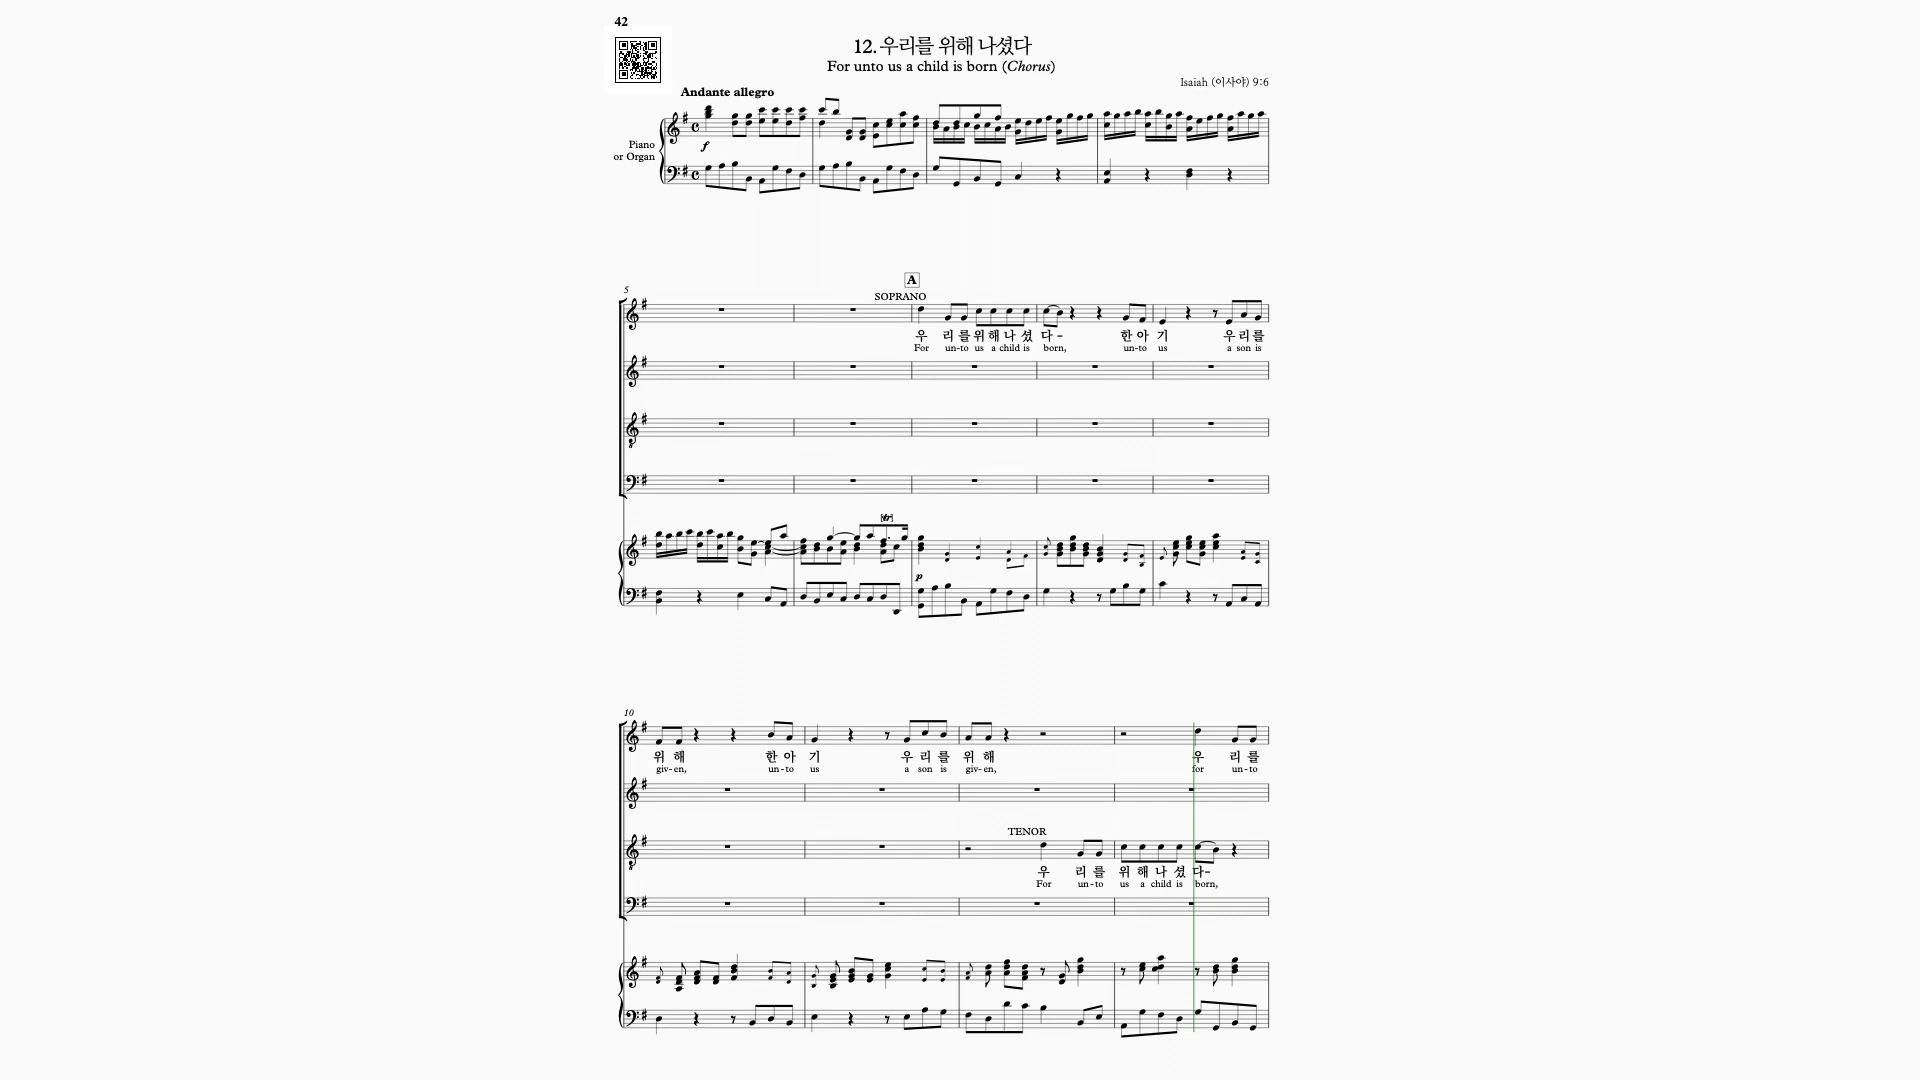 42
12. 우리를 위해 나셨다
For unto us a child is born (Chorus)
Isaiah (이사야) 9:6
Andante allegro
Piano
or Organ
f
5
A
SOPRANO
우 리 를 위 해 나 셨 다 - 한 아 기 우 리 를
For un-to us a child is born, un-to us a son is
[tr]
p
10
위 해 한 아 기 우 리 를 위 해 우 리 를
giv-en, un-to us a son is giv-en, for un-to
TENOR
우 리 를 위 해 나 셨 다-
For un-to us a child is born,